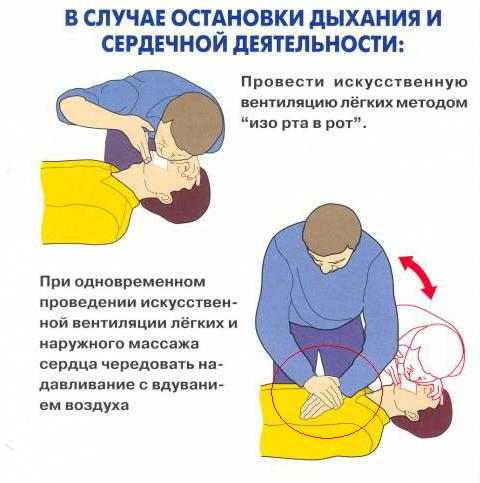 В СЛУЧАЕ ОСТАНОВКИ ДЫХАНИЯ И
СЕРДЕЧНОЙ ДЕЯТЕЛЬНОСТИ:
Провести искусственную
вентиляцию лёгких методом
“изо рта в рот”.
При одновременном
проведении искусствен-
ной вентиляции лёгких и
наружного массажа
сердца чередовать на-
давливание с вдувани-
ем воздуха